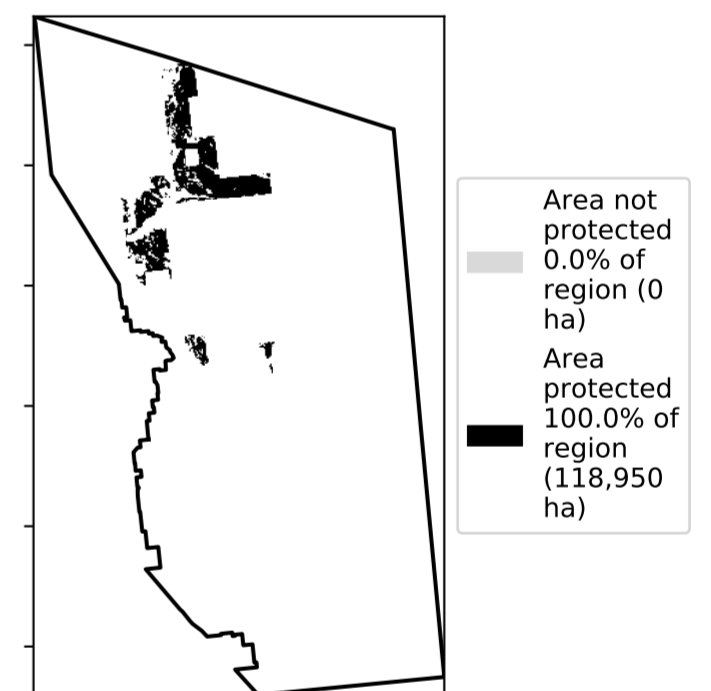 Area not
protected
0.0% of
region (0
ha)
Area
protected
100.0% of
region
(118,950
ha)